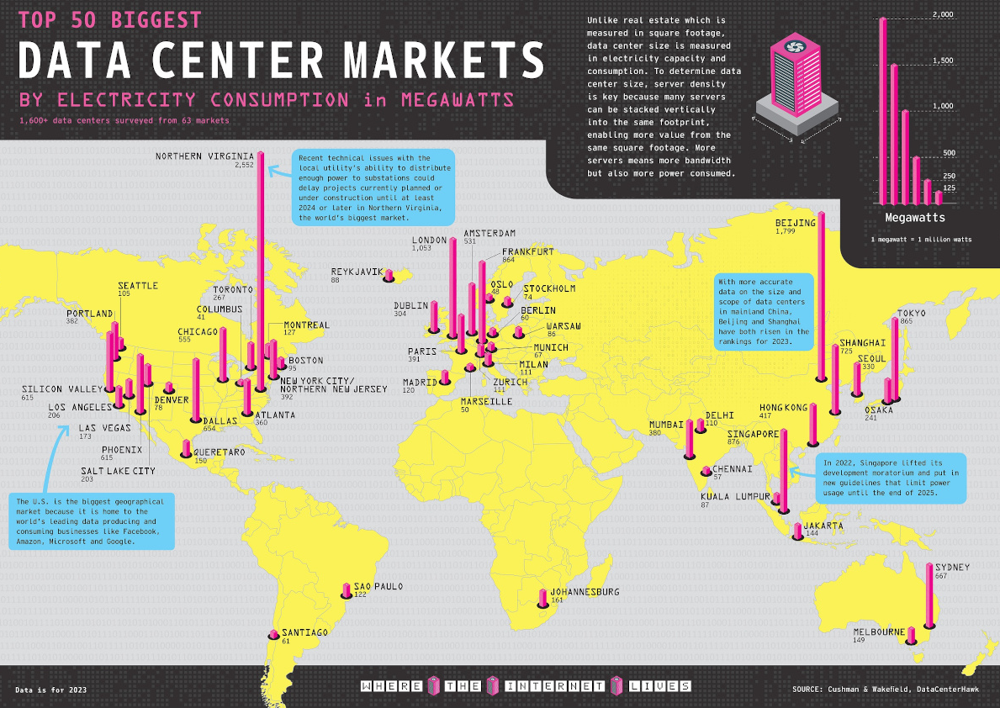 TOP 50 BIGGEST
DATA CENTER MARKETS
BY ELECTRICITY CONSUMPTION in MEGAWATTS
1,600+ data centers surveyed from 63 markets
Unlike real estate which is
measured in square footage,
data center size is measured
in electricity capacity and
consumption. To determine data
center size, server density
is key because many servers
can be stacked vertically
into the same footprint,
enabling more value from the
same square footage. More
servers means more bandwidth
but also more power consumed.
2,000
1,500
1,000
500
250
125
Megawatts
1 megawatt = 1 million watts
NORTHERN VIRGINIA
2,552
Recent technical issues with the
local utility's ability to distribute
enough power to substations could
delay projects currently planned or
under construction until at least
2024 or later in Northern Virginia,
the world's biggest market.
SEATTLE
105
PORTLAND
382
TORONTO
267
COLUMBUS
41
CHICAGO
555
MONTREAL
127
BOSTON
95
NEW YORK CITY/
NORTHERN NEW JERSEY
392
SILICON VALLEY
615
LOS ANGELES
206
LAS VEGAS
173
PHOENIX
615
SALT LAKE CITY
203
DENVER
78
DALLAS
654
ATLANTA
360
QUERETARO
150
The U.S. is the biggest geographical
market because it is home to the
world's leading data producing and
consuming businesses like Facebook,
Amazon, Microsoft and Google.
SAO PAULO
122
SANTIAGO
61
REYKJAVIK
88
LONDON
1,053
AMSTERDAM
531
FRANKFURT
864
DUBLIN
304
OSLO
48
STOCKHOLM
74
BERLIN
60
WARSAW
86
PARIS
391
MUNICH
67
MILAN
111
MADRID
120
ZURICH
111
MARSEILLE
50
JOHANNESBURG
161
BEIJING
1,799
With more accurate
data on the size and
scope of data centers
in mainland China,
Beijing and Shanghai
have both risen in the
rankings for 2023.
TOKYO
865
SHANGHAI
725
SEOUL
330
OSAKA
241
HONG KONG
417
MUMBAI
380
DELHI
110
SINGAPORE
876
CHENNAI
57
KUALA LUMPUR
87
In 2022, Singapore lifted its
development moratorium and put in
new guidelines that limit power
usage until the end of 2025.
JAKARTA
144
SYDNEY
667
MELBOURNE
149
Data is for 2023
WHERE THE INTERNET LIVES
SOURCE: Cushman & Wakefield, DataCenterHawk